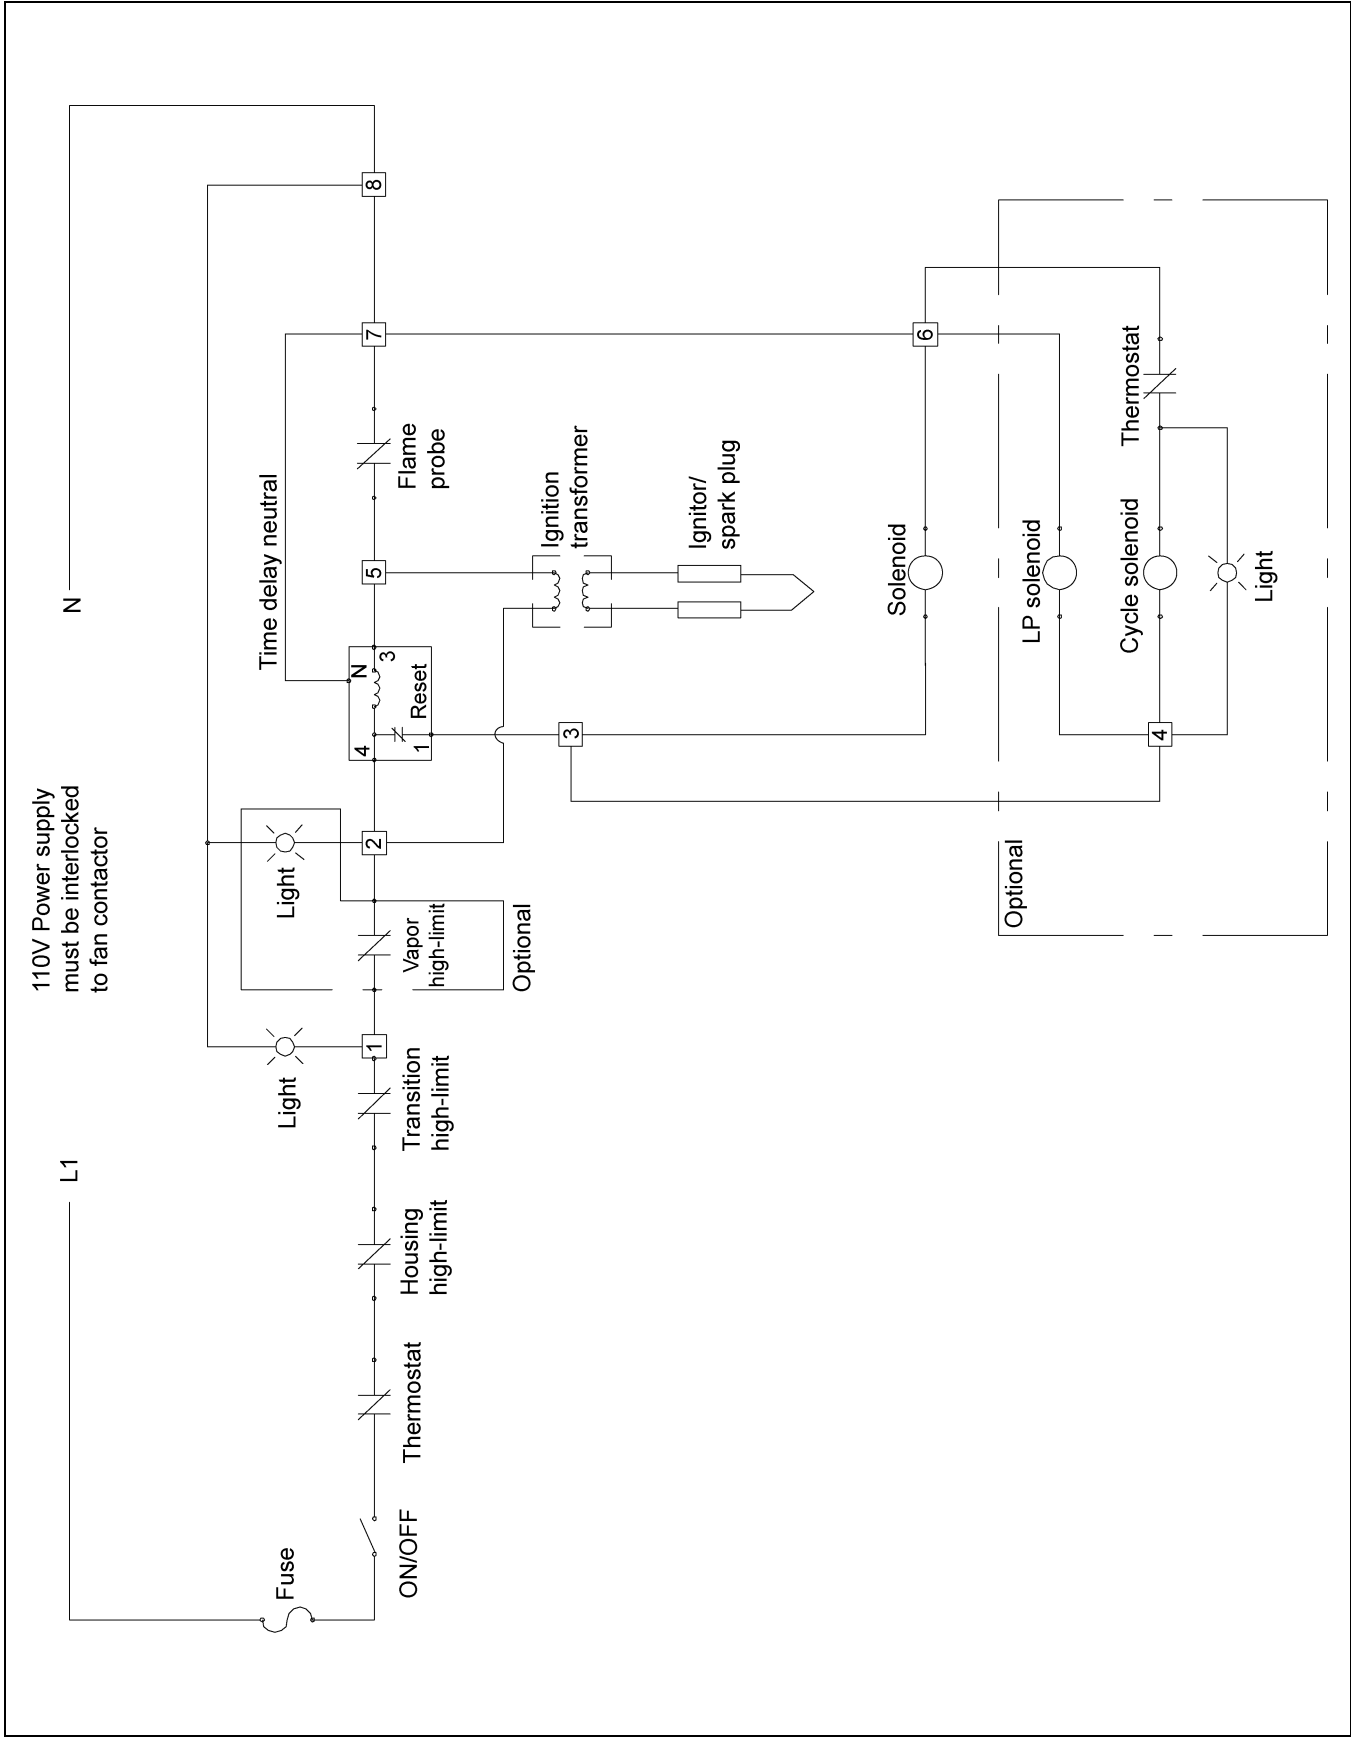 110V Power supply
must be interlocked
to fan contactor
L1
N
Fuse
ON/OFF
Thermostat
Housing
high-limit
Transition
high-limit
Light
1
Vapor
high-limit
Optional
Light
2
4
N
3
1
Reset
Time delay neutral
5
Flame
probe
7
8
Ignition
transformer
Ignitor/
spark plug
3
Solenoid
6
Optional
LP solenoid
Cycle solenoid
Thermostat
4
Light